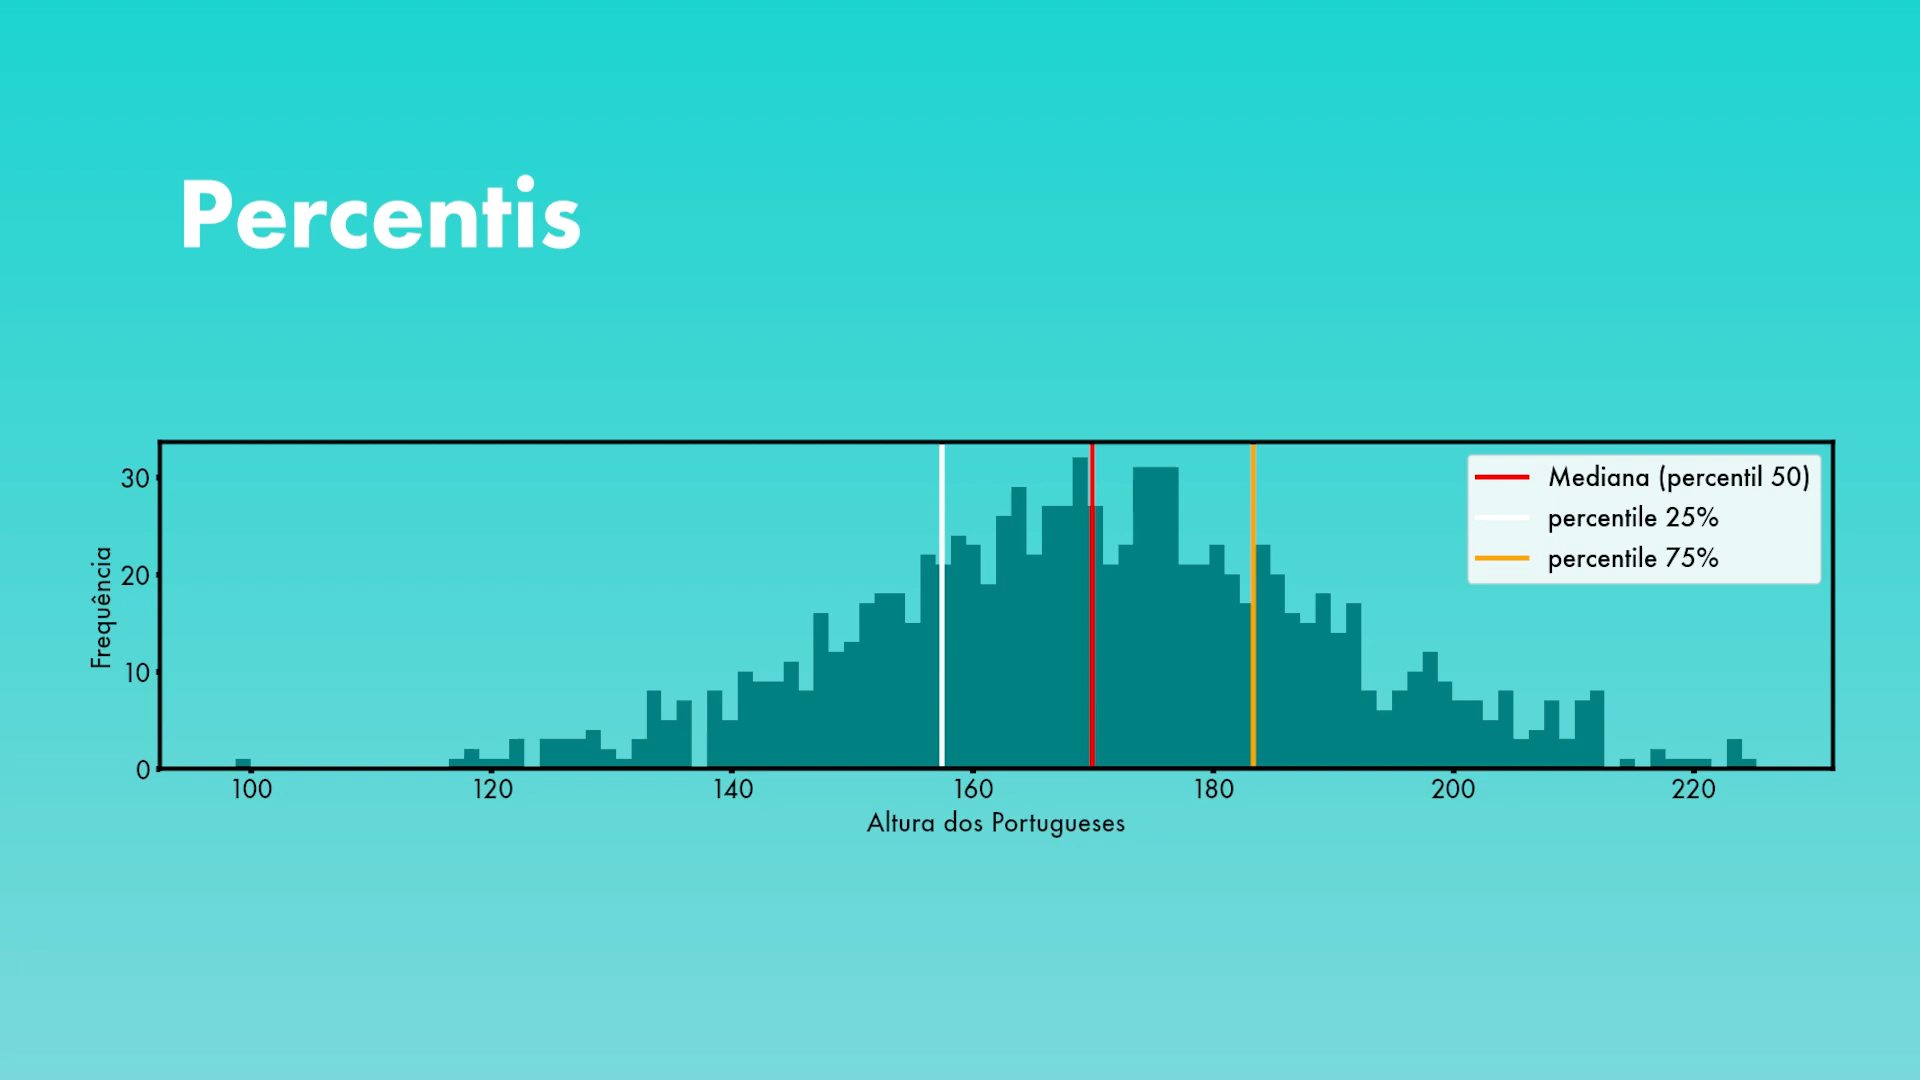 Percentis
Mediana (percentil 50)
percentile 25%
percentile 75%
Frequência
30
20
10
0
100 120 140 160 180 200 220
Altura dos Portugueses